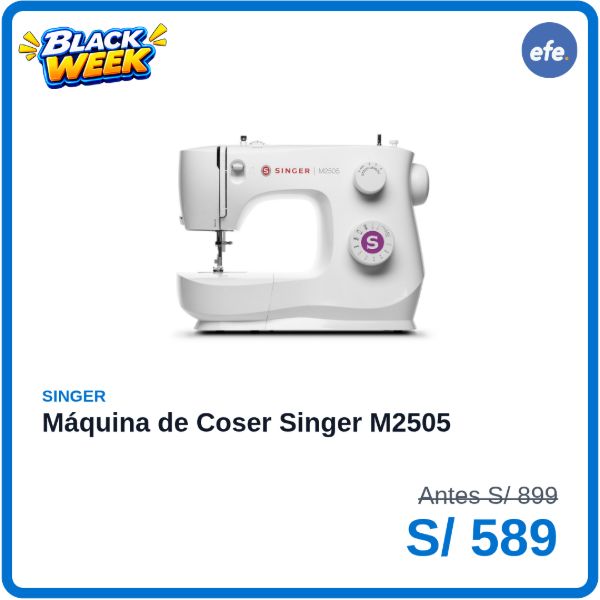 BLACK
WEEK
efe.
SINGER | M2505
S
SINGER
Máquina de Coser Singer M2505
Antes S/ 899
S/ 589